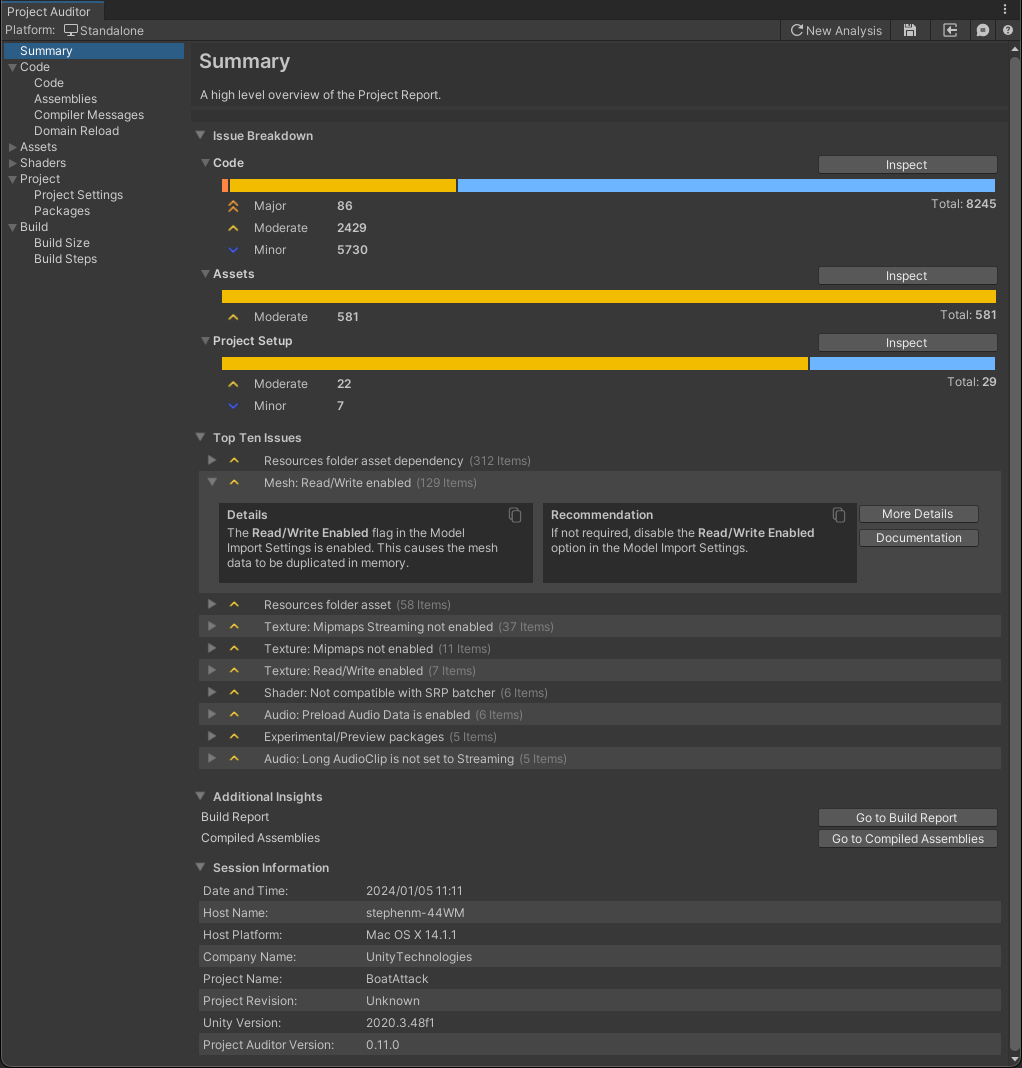 Project Auditor
Platform: Standalone
New Analysis
Summary
Code
Code
Assemblies
Compiler Messages
Domain Reload
Assets
Shaders
Project
Project Settings
Packages
Build
Build Size
Build Steps
Summary
A high level overview of the Project Report.
Issue Breakdown
Code
Inspect
Major 86
Total: 8245
Moderate 2429
Minor 5730
Assets
Inspect
Moderate 581
Total: 581
Project Setup
Inspect
Moderate 22
Total: 29
Minor 7
Top Ten Issues
Resources folder asset dependency (312 Items)
Mesh: Read/Write enabled (129 Items)
Details
The Read/Write Enabled flag in the Model
Import Settings is enabled. This causes the mesh
data to be duplicated in memory.
Recommendation
If not required, disable the Read/Write Enabled
option in the Model Import Settings.
More Details
Documentation
Resources folder asset (58 Items)
Texture: Mipmaps Streaming not enabled (37 Items)
Texture: Mipmaps not enabled (11 Items)
Texture: Read/Write enabled (7 Items)
Shader: Not compatible with SRP batcher (6 Items)
Audio: Preload Audio Data is enabled (6 Items)
Experimental/Preview packages (5 Items)
Audio: Long AudioClip is not set to Streaming (5 Items)
Additional Insights
Build Report
Go to Build Report
Compiled Assemblies
Go to Compiled Assemblies
Session Information
Date and Time: 2024/01/05 11:11
Host Name: stephenm-44WM
Host Platform: Mac OS X 14.1.1
Company Name: UnityTechnologies
Project Name: BoatAttack
Project Revision: Unknown
Unity Version: 2020.3.48f1
Project Auditor Version: 0.11.0